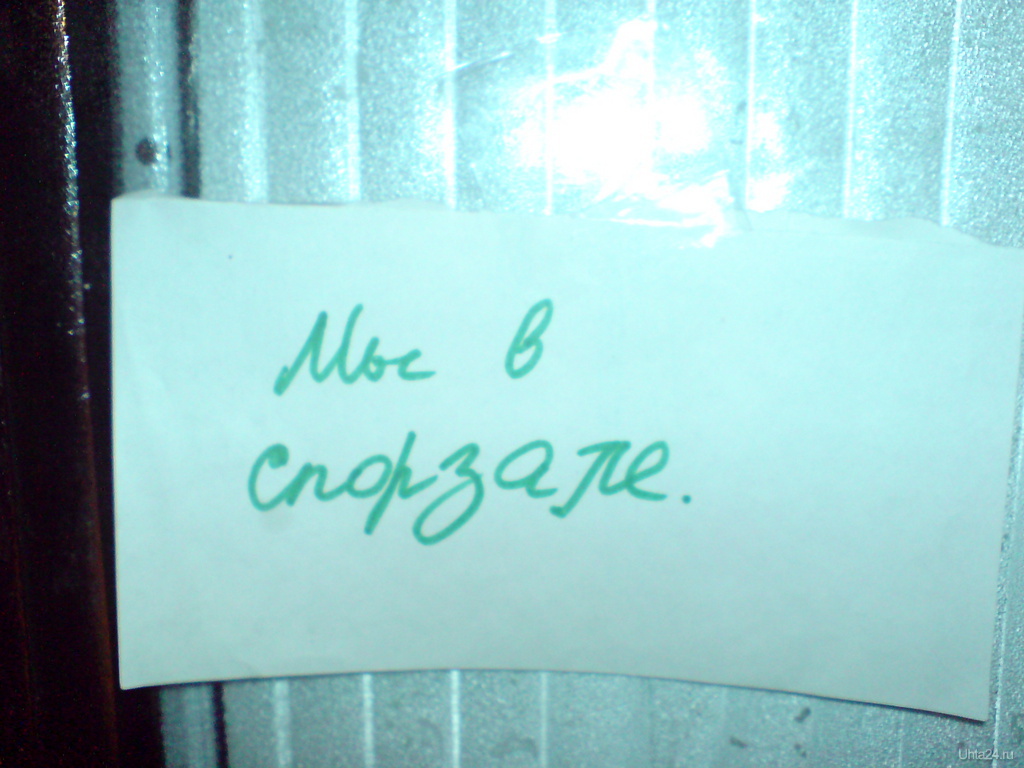 Мы в
спорзале.
Uhta24.ru